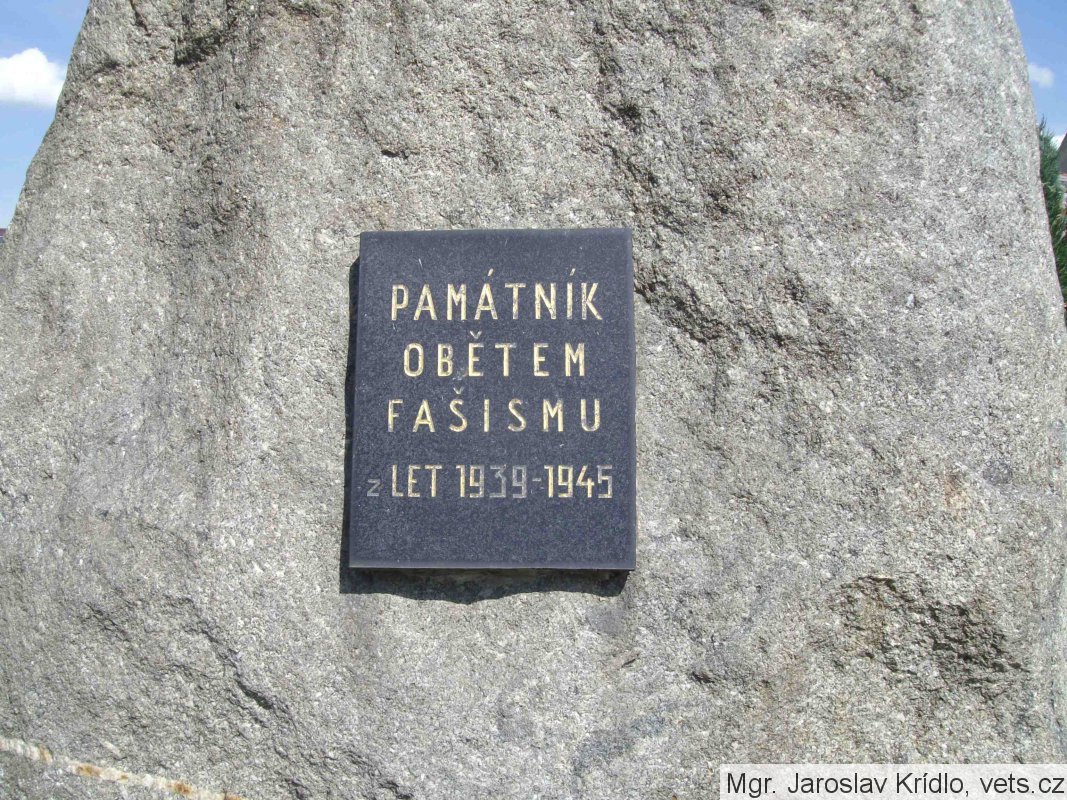 PAMÁTNÍK
OBĚTEM
FAŠISMU
z LET 1939-1945
Mgr. Jaroslav Krídlo, vets.cz